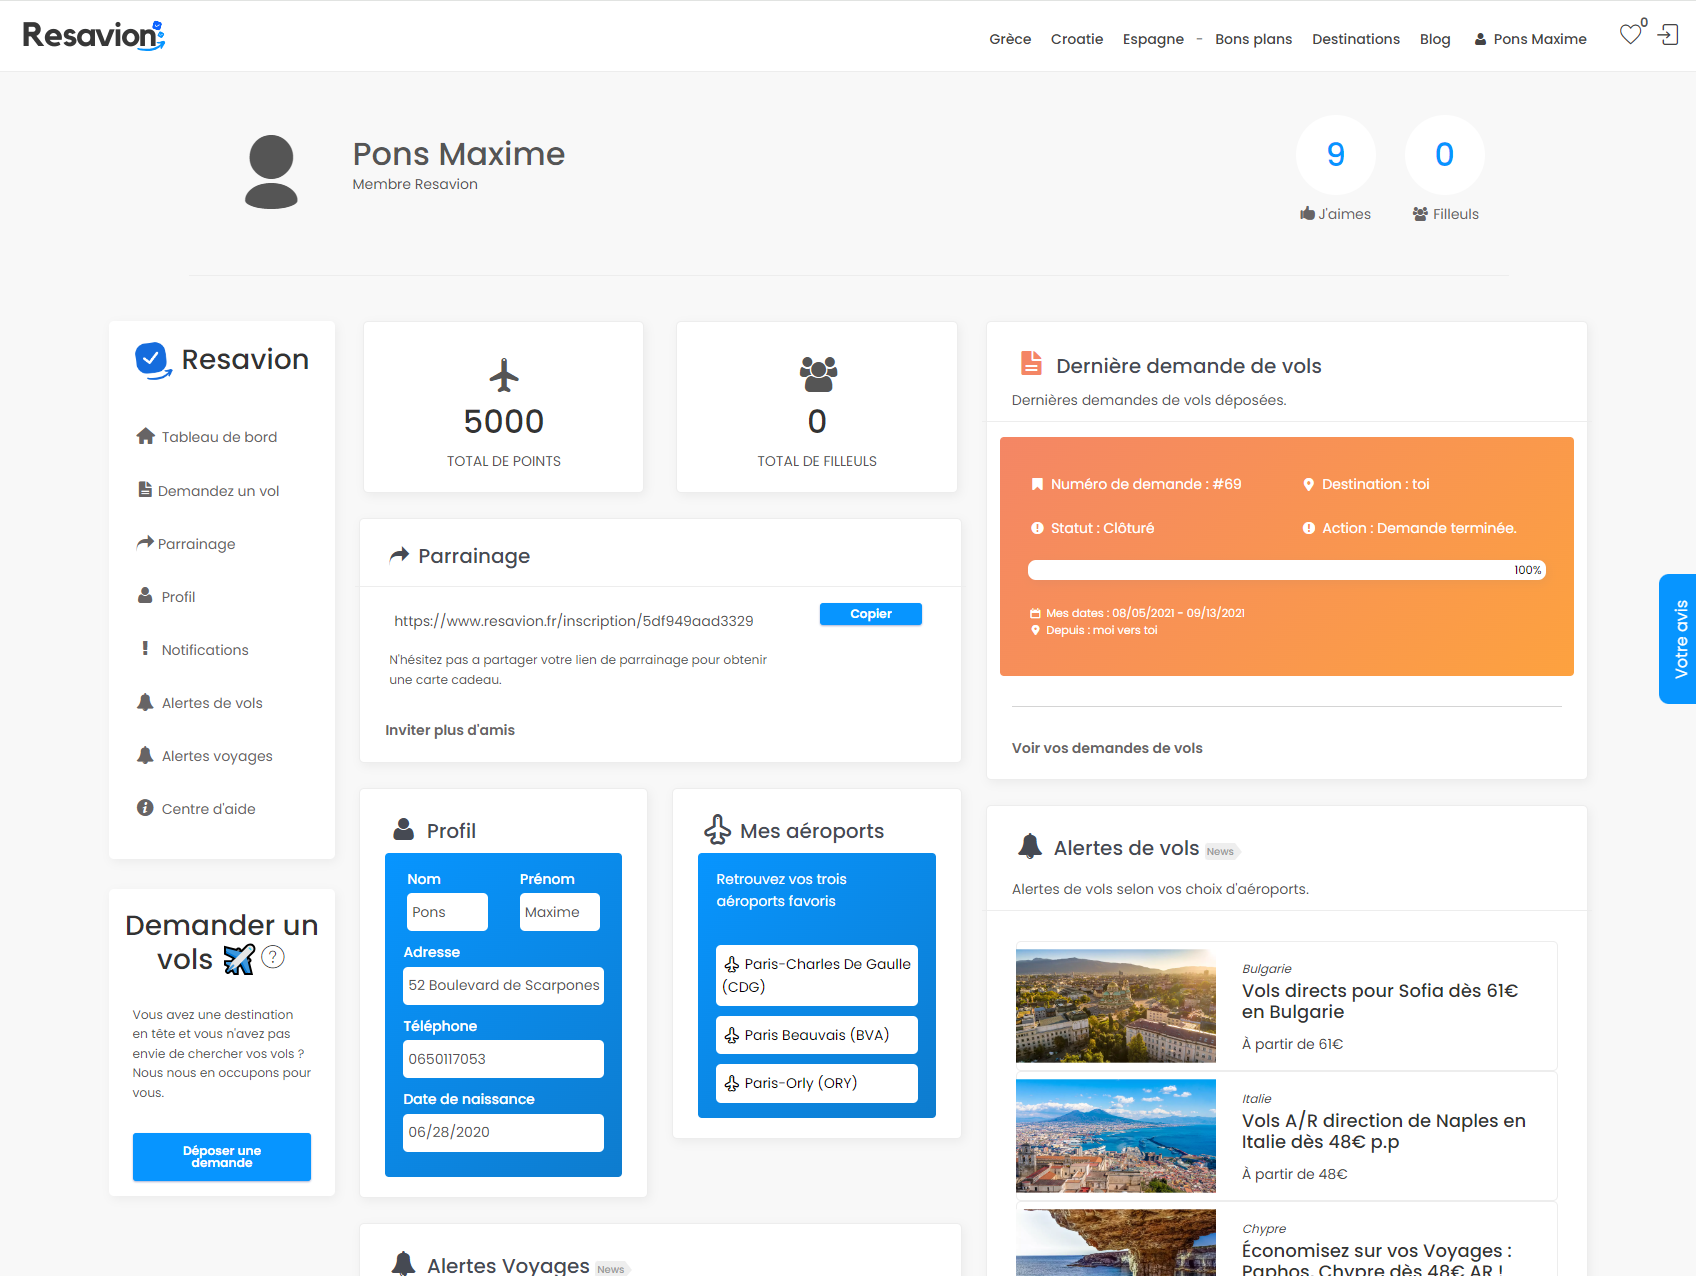 Resavion
Grèce
Croatie
Espagne
-
Bons plans
Destinations
Blog
Pons Maxime
0
Pons Maxime
Membre Resavion
9
J'aimes
0
Filleuls
Resavion
Tableau de bord
Demandez un vol
Parrainage
Profil
Notifications
Alertes de vols
Alertes voyages
Centre d'aide
Demander un
vols ✈ ?
Vous avez une destination
en tête et vous n'avez pas
envie de chercher vos vols ?
Nous nous en occupons pour
vous.
Déposer une
demande
5000
TOTAL DE POINTS
0
TOTAL DE FILLEULS
Parrainage
https://www.resavion.fr/inscription/5df949aad3329
Copier
N'hésitez pas a partager votre lien de parrainage pour obtenir
une carte cadeau.
Inviter plus d'amis
Profil
Nom
Prénom
Pons
Maxime
Adresse
52 Boulevard de Scarpones
Téléphone
0650117053
Date de naissance
06/28/2020
Mes aéroports
Retrouvez vos trois
aéroports favoris
Paris-Charles De Gaulle
(CDG)
Paris Beauvais (BVA)
Paris-Orly (ORY)
Alertes Voyages News
Dernière demande de vols
Dernières demandes de vols déposées.
Numéro de demande : #69
Destination : toi
Statut : Clôturé
Action : Demande terminée.
100%
Mes dates : 08/05/2021 - 09/13/2021
Depuis : moi vers toi
Voir vos demandes de vols
Alertes de vols News
Alertes de vols selon vos choix d'aéroports.
Bulgarie
Vols directs pour Sofia dès 61€
en Bulgarie
À partir de 61€
Italie
Vols A/R direction de Naples en
Italie dès 48€ p.p
À partir de 48€
Chypre
Économisez sur vos Voyages :
Paphos, Chypre dès 48€ AR !
Votre avis